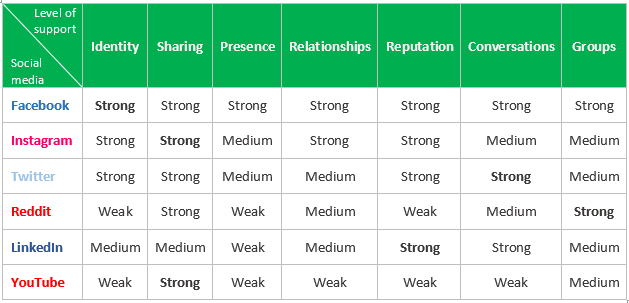 Level of
support
Social
media
Identity Sharing Presence Relationships Reputation Conversations Groups
Facebook Strong Strong Strong Strong Strong Strong Strong
Instagram Strong Strong Medium Strong Strong Medium Medium
Twitter Strong Strong Medium Medium Strong Strong Medium
Reddit Weak Strong Weak Medium Weak Medium Strong
LinkedIn Medium Medium Weak Medium Strong Strong Medium
YouTube Weak Strong Weak Weak Weak Weak Medium